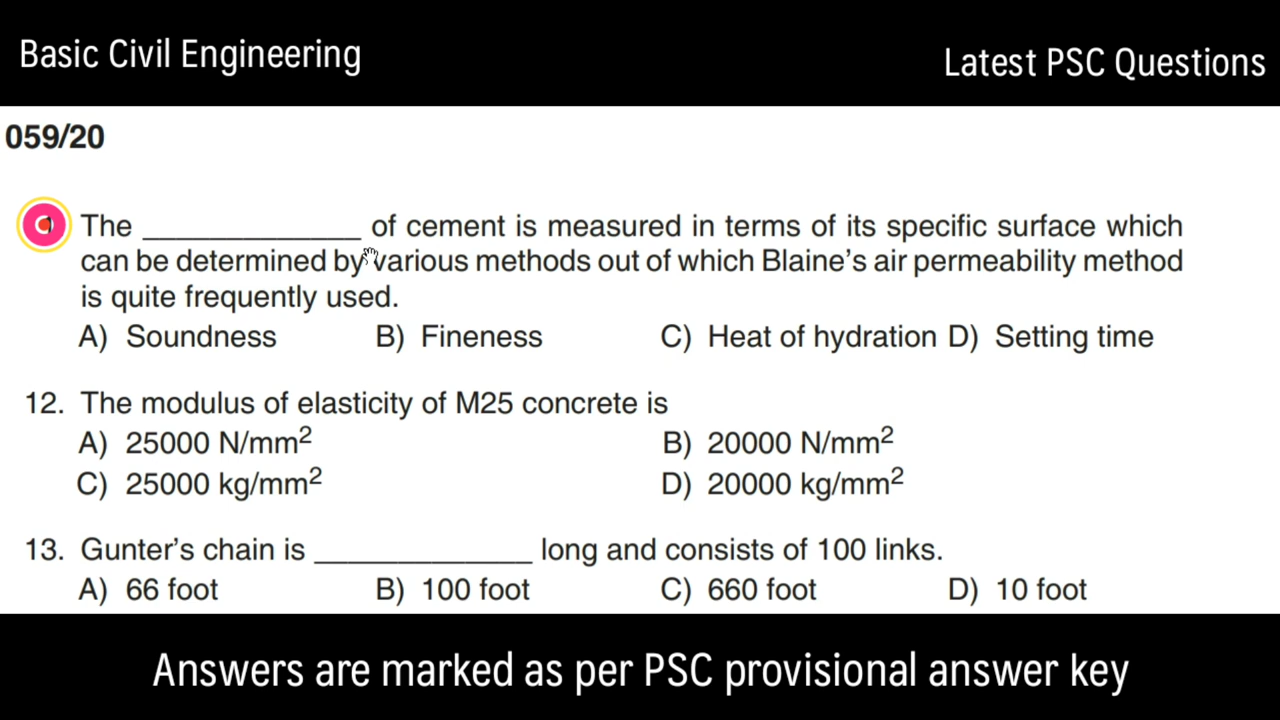 Basic Civil Engineering
Latest PSC Questions
059/20
The ______________ of cement is measured in terms of its specific surface which
can be determined by various methods out of which Blaine's air permeability method
is quite frequently used.
A) Soundness B) Fineness C) Heat of hydration D) Setting time
12. The modulus of elasticity of M25 concrete is
A) 25000 N/mm² B) 20000 N/mm²
C) 25000 kg/mm² D) 20000 kg/mm²
13. Gunter's chain is ______________ long and consists of 100 links.
A) 66 foot B) 100 foot C) 660 foot D) 10 foot
Answers are marked as per PSC provisional answer key